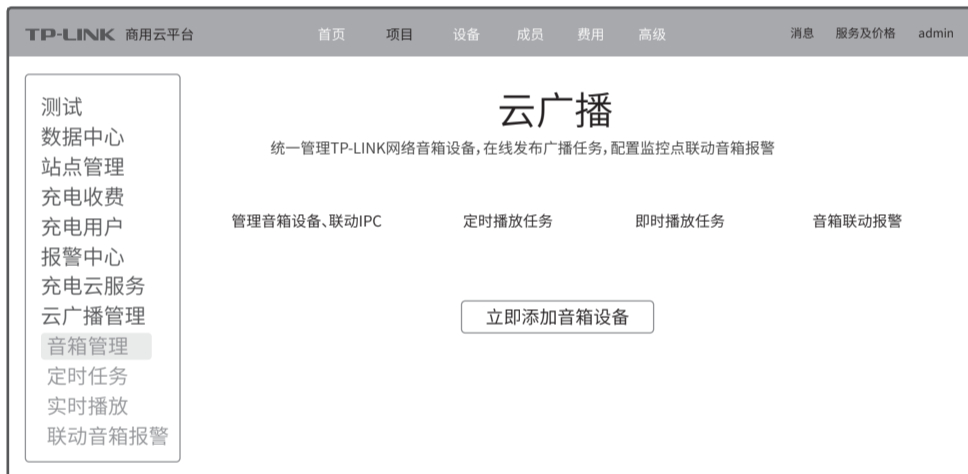 TP-LINK 商用云平台 首页 项目 设备 成员 费用 高级 消息 服务及价格 admin
测试
数据中心
站点管理
充电收费
充电用户
报警中心
充电云服务
云广播管理
音箱管理
定时任务
实时播放
联动音箱报警
云广播
统一管理TP-LINK网络音箱设备,在线发布广播任务,配置监控点联动音箱报警
管理音箱设备、联动IPC 定时播放任务 即时播放任务 音箱联动报警
立即添加音箱设备